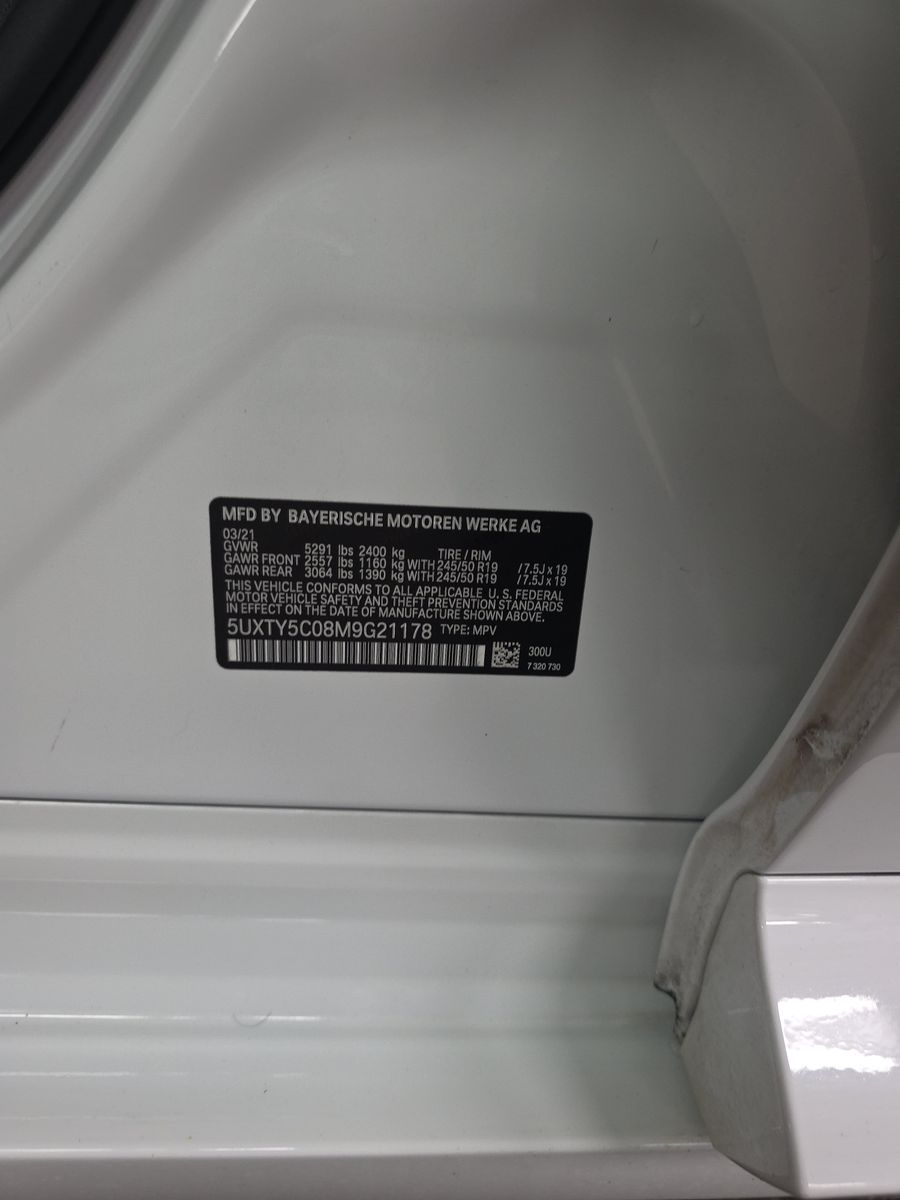 MFD BY BAYERISCHE MOTOREN WERKE AG
03/21
GVWR 5291 lbs 2400 kg TIRE / RIM
GAWR FRONT 2557 lbs 1160 kg WITH 245/50 R19 / 7.5J x 19
GAWR REAR 3064 lbs 1390 kg WITH 245/50 R19 / 7.5J x 19
THIS VEHICLE CONFORMS TO ALL APPLICABLE U. S. FEDERAL
MOTOR VEHICLE SAFETY AND THEFT PREVENTION STANDARDS
IN EFFECT ON THE DATE OF MANUFACTURE SHOWN ABOVE.
5UXTY5C08M9G21178 TYPE: MPV
300U
7 320 730